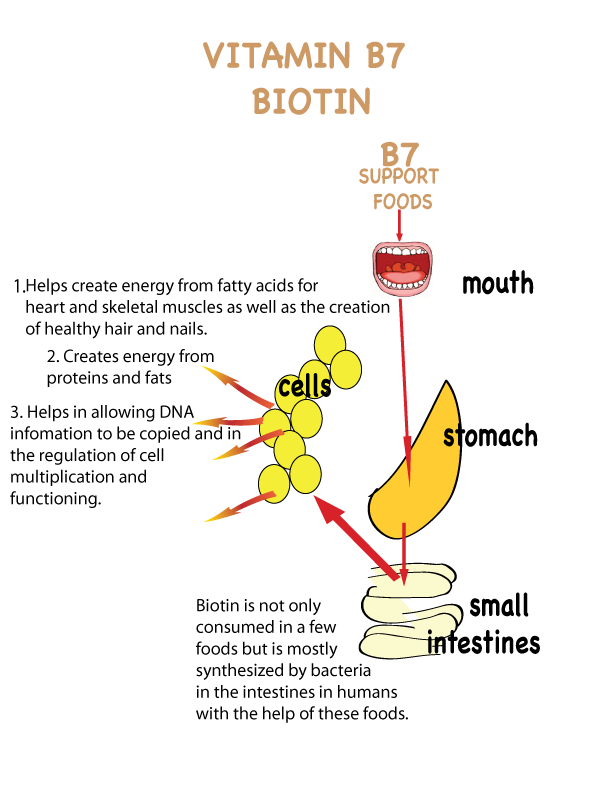 VITAMIN B7
BIOTIN
B7
SUPPORT
FOODS
mouth
1.Helps create energy from fatty acids for
heart and skeletal muscles as well as the creation
of healthy hair and nails.
2. Creates energy from
proteins and fats
cells
3. Helps in allowing DNA
infomation to be copied and in
the regulation of cell
multiplication and
functioning.
stomach
Biotin is not only
consumed in a few
foods but is mostly
synthesized by bacteria
in the intestines in humans
with the help of these foods.
small
intestines